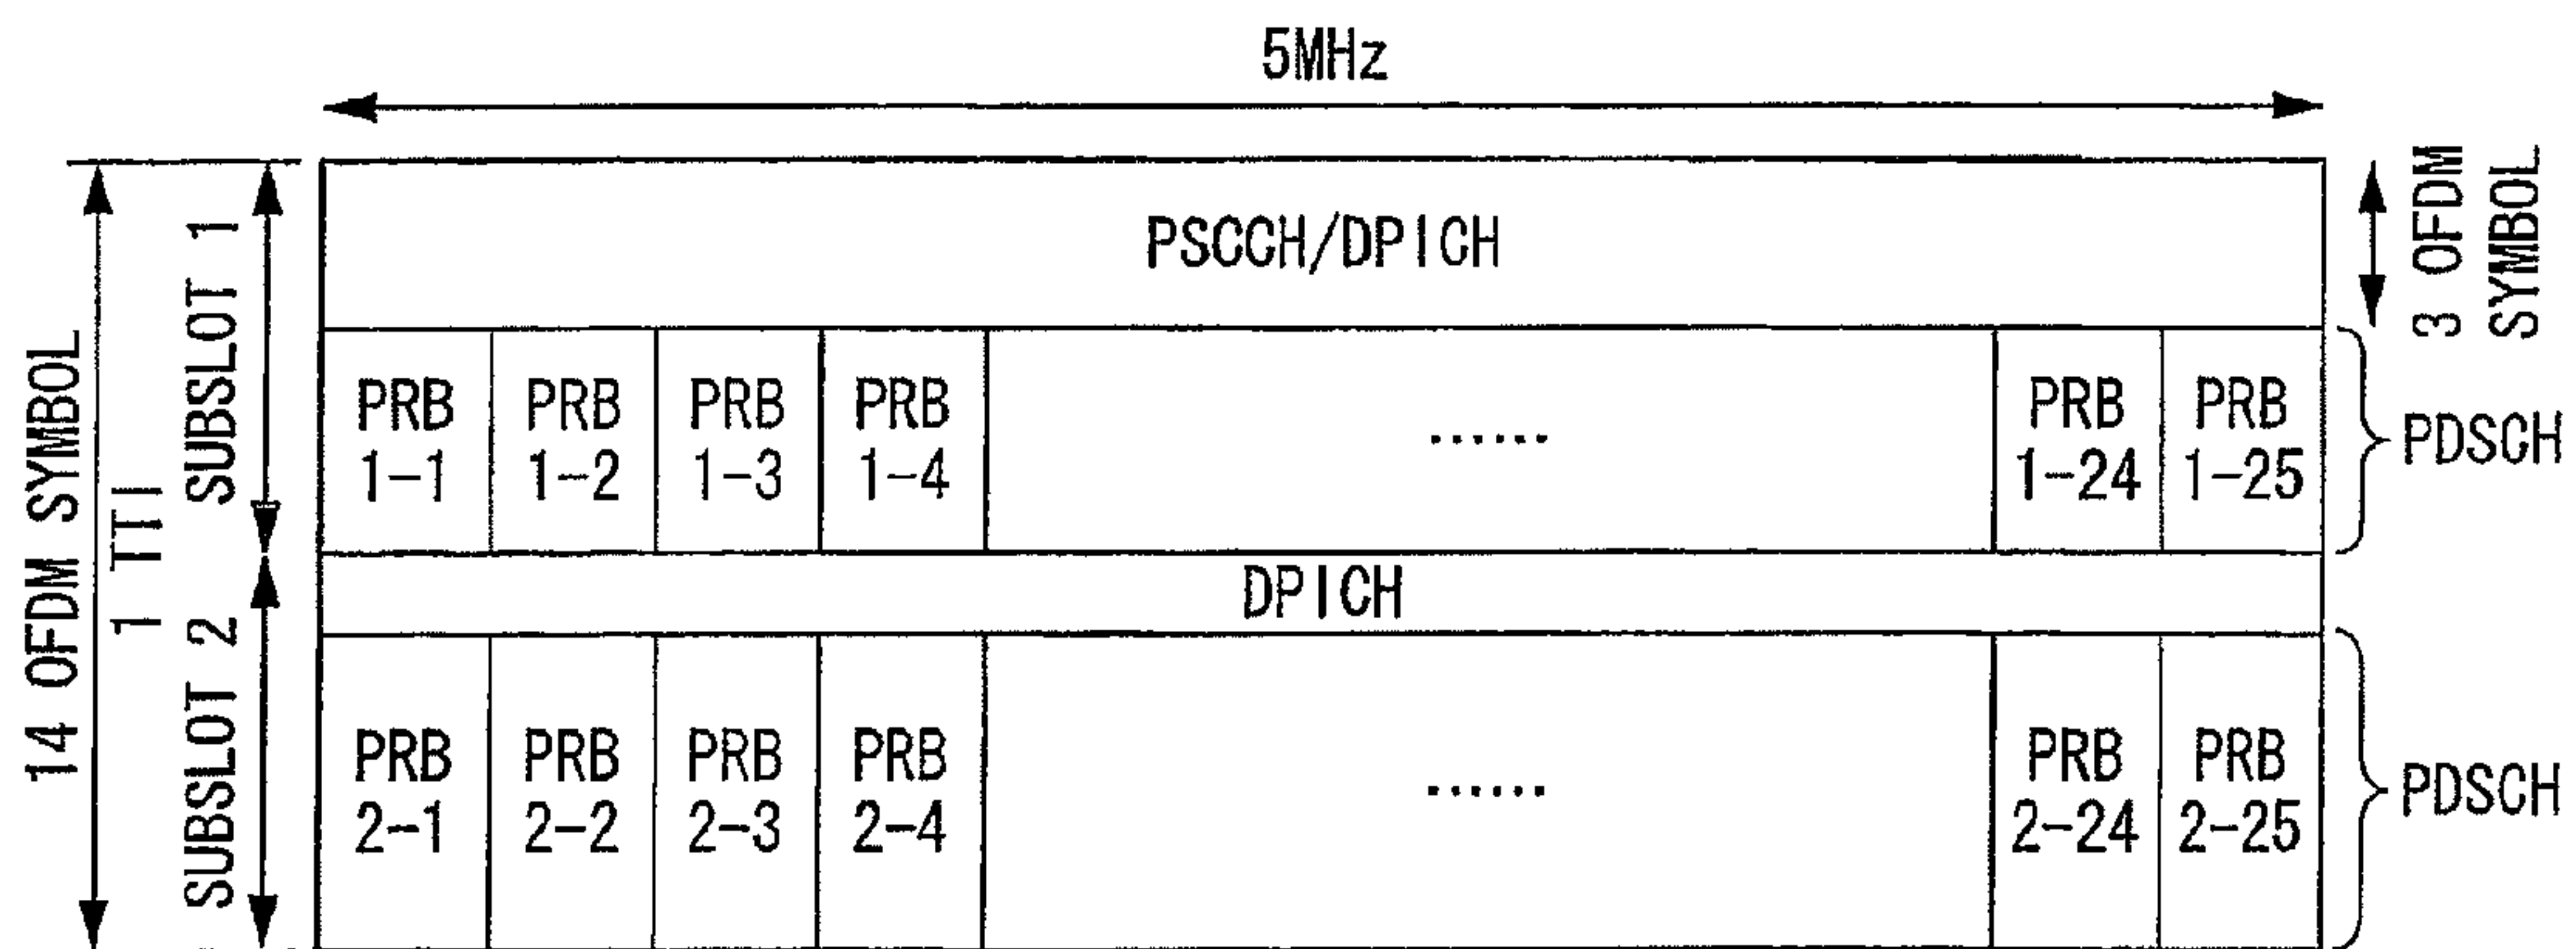 5MHz
14 OFDM SYMBOL
1 TTI
SUBSLOT 1
SUBSLOT 2
PSCCH/DPICH
3 OFDM
SYMBOL
PRB
1-1
PRB
1-2
PRB
1-3
PRB
1-4
......
PRB
1-24
PRB
1-25
PDSCH
DPICH
PRB
2-1
PRB
2-2
PRB
2-3
PRB
2-4
......
PRB
2-24
PRB
2-25
PDSCH